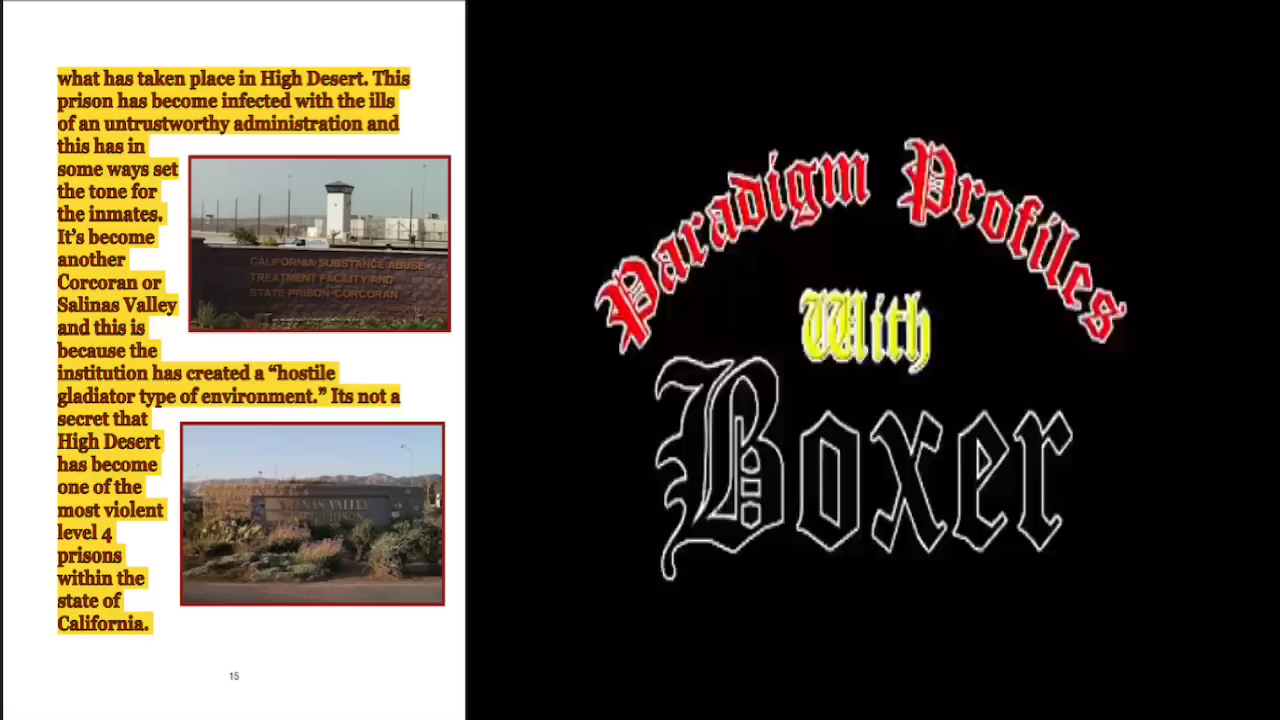 what has taken place in High Desert. This
prison has become infected with the ills
of an untrustworthy administration and
this has in
some ways set
the tone for
the inmates.
It's become
another
Corcoran or
Salinas Valley
and this is
because the
institution has created a “hostile
gladiator type of environment.” Its not a
secret that
High Desert
has become
one of the
most violent
level 4
prisons
within the
state of
California.
CALIFORNIA SUBSTANCE ABUSE
TREATMENT FACILITY AND
STATE PRISON-CORCORAN
SALINAS VALLEY
PRISON
15
Paradigm Profiles
With
Boxer